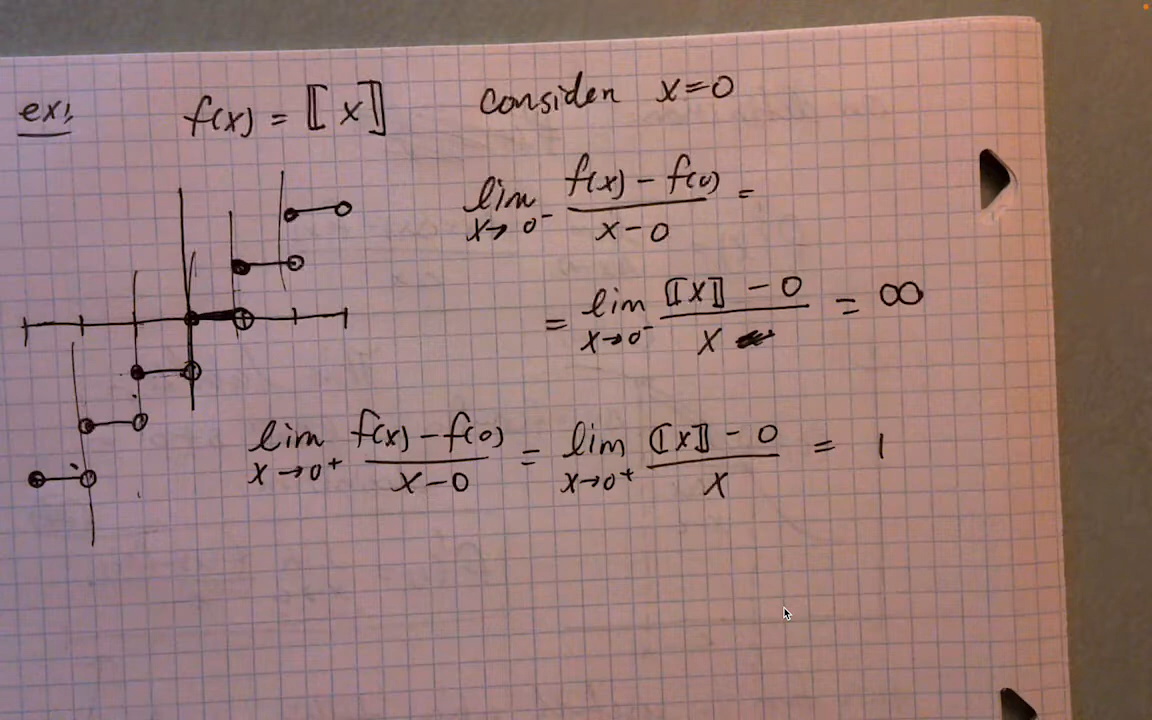 ex! f(x) = ⟦x⟧ consider x=0
lim x→0⁻ (f(x) – f(0))/(x–0) =
= lim x→0⁻ (⟦x⟧ – 0)/x = ∞
lim x→0⁺ (f(x) – f(0))/(x–0) = lim x→0⁺ (⟦x⟧ – 0)/x = 1